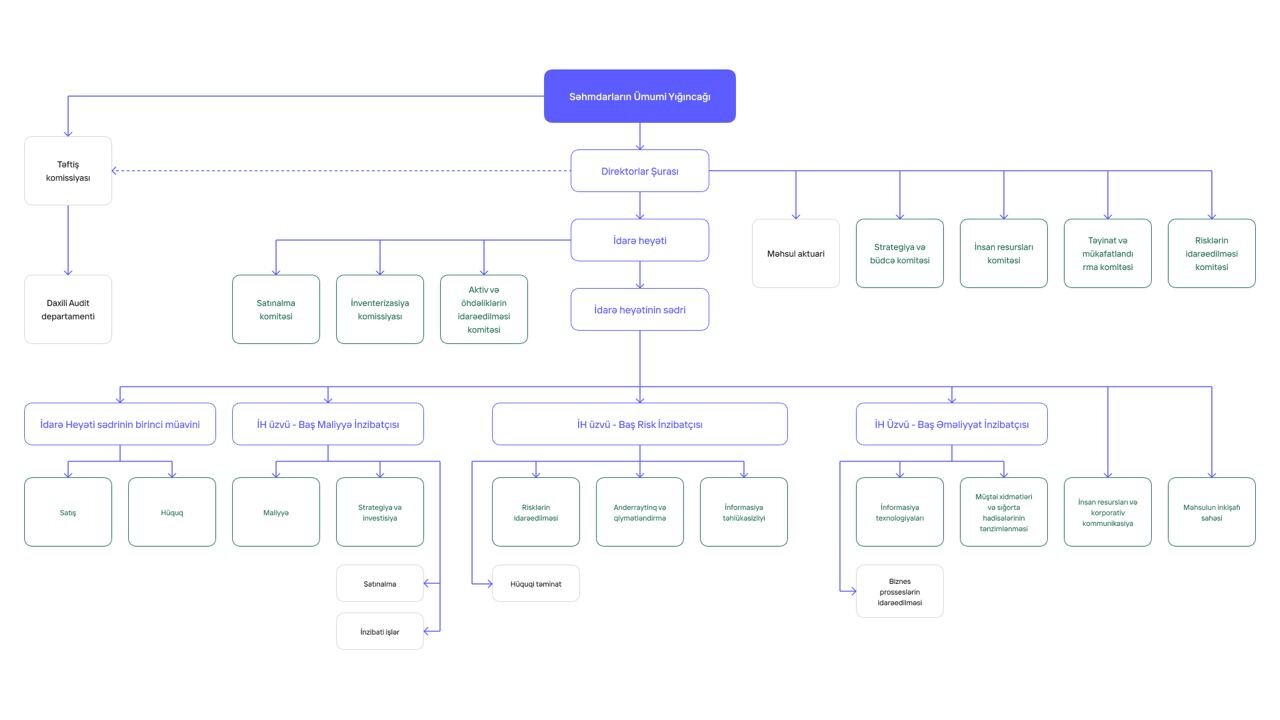 Səhmdarların Ümumi Yığıncağı
Təftiş
komissiyası
Direktorlar Şurası
İdarə heyəti
Məhsul aktuari
Strategiya və
büdcə komitəsi
İnsan resursları
komitəsi
Təyinat və
mükafatlandı
rma komitəsi
Risklərin
idarəedilməsi
komitəsi
Daxili Audit
departamenti
Satınalma
komitəsi
İnventerizasiya
komissiyası
Aktiv və
öhdəliklərin
idarəedilməsi
komitəsi
İdarə heyətinin sədri
İdarə Heyəti sədrinin birinci müavini
İH üzvü - Baş Maliyyə İnzibatçısı
İH üzvü - Baş Risk İnzibatçısı
İH Üzvü - Baş Əməliyyat İnzibatçısı
Satış
Hüquq
Maliyyə
Strategiya və
investisiya
Risklərin
idarəedilməsi
Anderraytinq və
qiymətləndirmə
İnformasiya
təhlükəsizliyi
İnformasiya
texnologiyaları
Müştəi xidmətləri
və sığorta
hadisələrinin
tənzimlənməsi
İnsan resursları və
korporativ
kommunikasiya
Məhsulun inkişafı
sahəsi
Satınalma
Hüquqi təminat
Biznes
prosseslərin
idarəedilməsi
İnzibati işlər